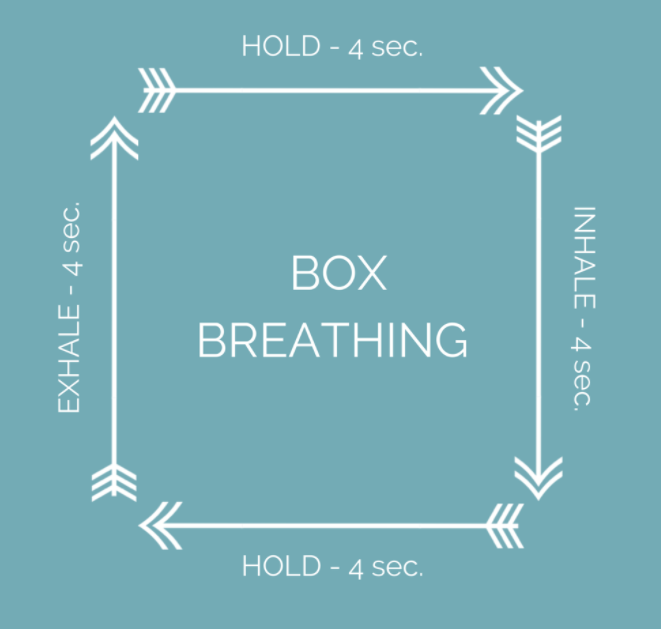 HOLD - 4 sec.
EXHALE - 4 sec.
BOX
BREATHING
INHALE - 4 sec.
HOLD - 4 sec.